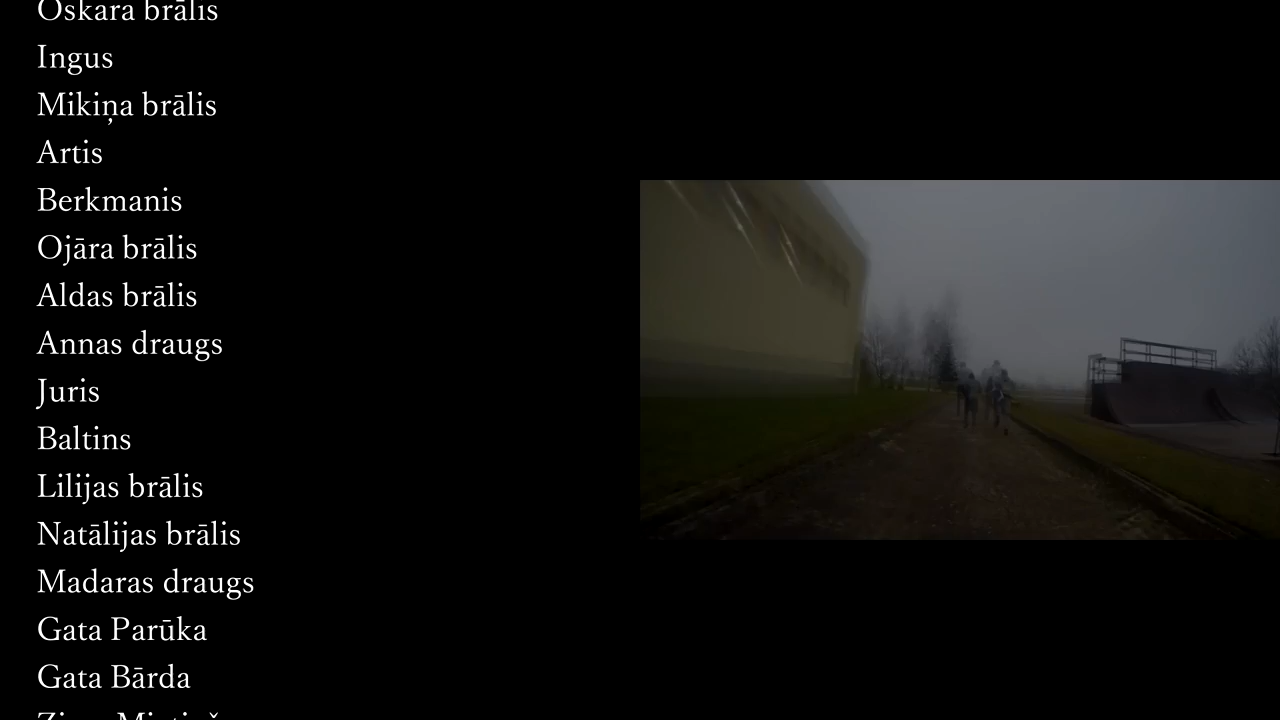 Oskara brālis
Ingus
Mikiņa brālis
Artis
Berkmanis
Ojāra brālis
Aldas brālis
Annas draugs
Juris
Baltins
Lilijas brālis
Natālijas brālis
Madaras draugs
Gata Parūka
Gata Bārda